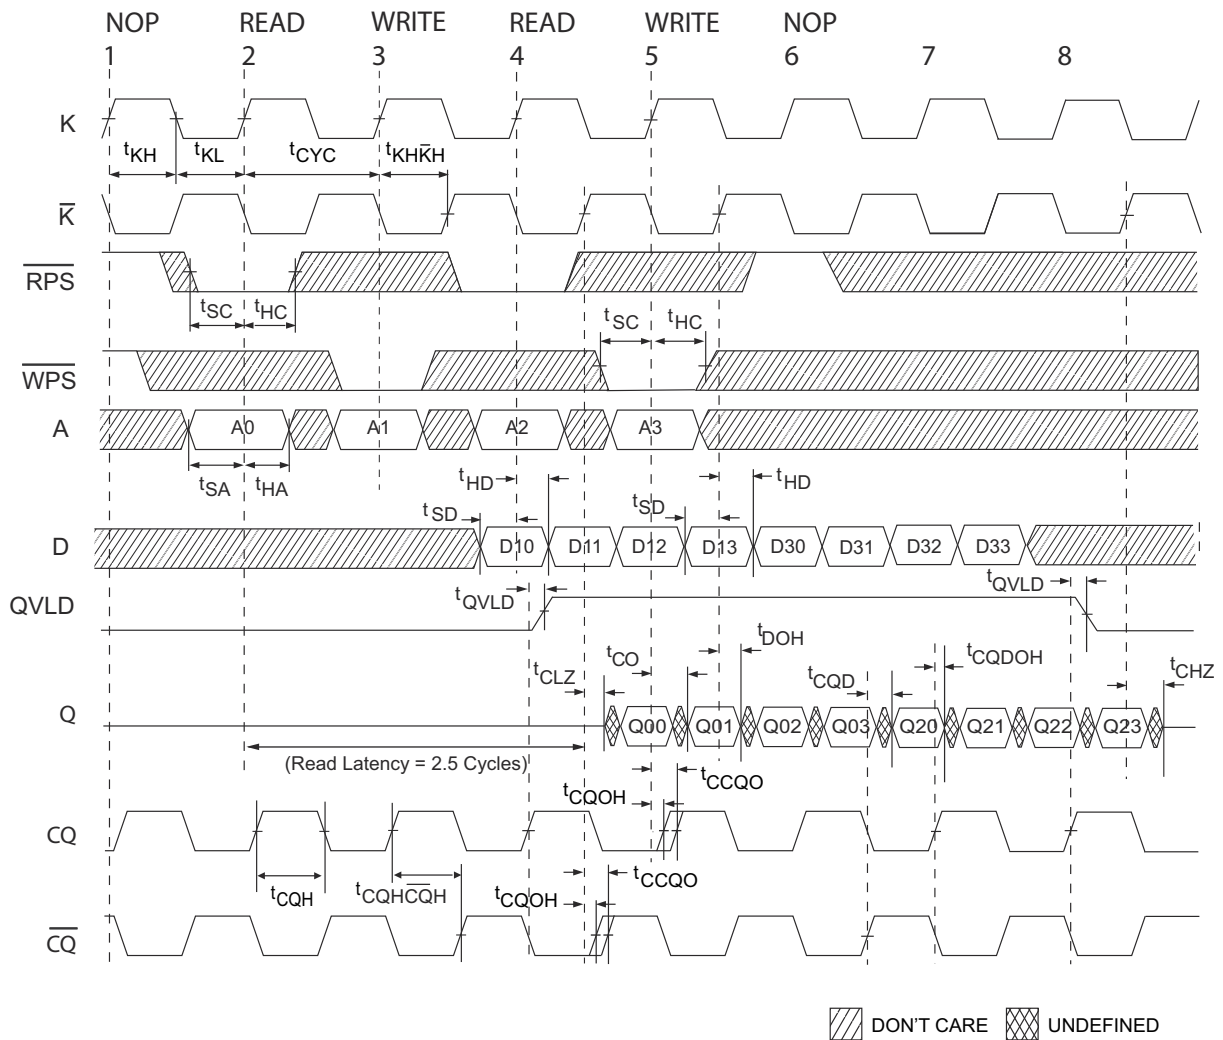 NOP READ WRITE READ WRITE NOP
1 2 3 4 5 6 7 8
K
tKH tKL tCYC tKHK̅H
K̅
R̅P̅S̅
tSC tHC tSC tHC
W̅P̅S̅
A A0 A1 A2 A3
tSA tHA
tHD tHD
tSD tSD
D D10 D11 D12 D13 D30 D31 D32 D33
tQVLD tQVLD
QVLD
tCLZ tCO tDOH tCQD tCQDOH tCHZ
Q Q00 Q01 Q02 Q03 Q20 Q21 Q22 Q23
(Read Latency = 2.5 Cycles)
tCCQO
tCQOH
CQ
tCQH tCQHC̅Q̅H tCQOH tCCQO
C̅Q̅
DON'T CARE UNDEFINED